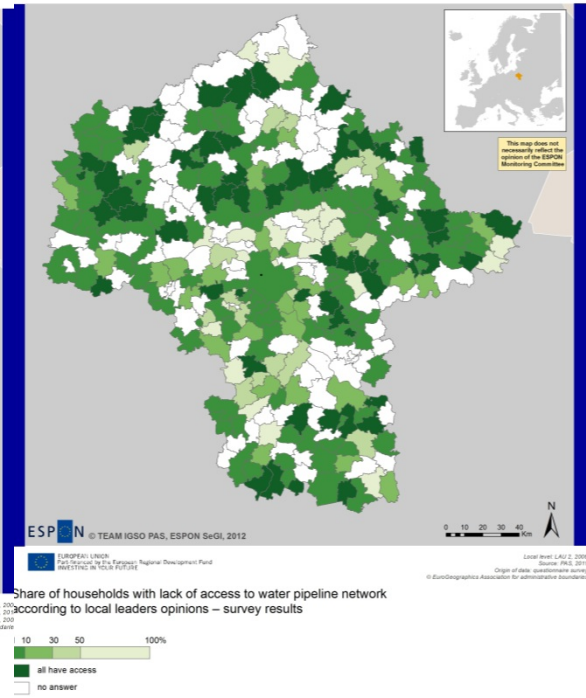 This map does not
necessarily reflect the
opinion of the ESPON
Monitoring Committee
N
ESPON © TEAM IGSO PAS, ESPON SeGI, 2012
0 10 20 30 40
Km
EUROPEAN UNION
Part-financed by the European Regional Development Fund
INVESTING IN YOUR FUTURE
Local level: LAU 2, 200
Source: PAS, 201
Origin of data: questionnaire surve
© EuroGeographics Association for administrative boundarie
Share of households with lack of access to water pipeline network
according to local leaders opinions – survey results
10 30 50 100%
all have access
no answer